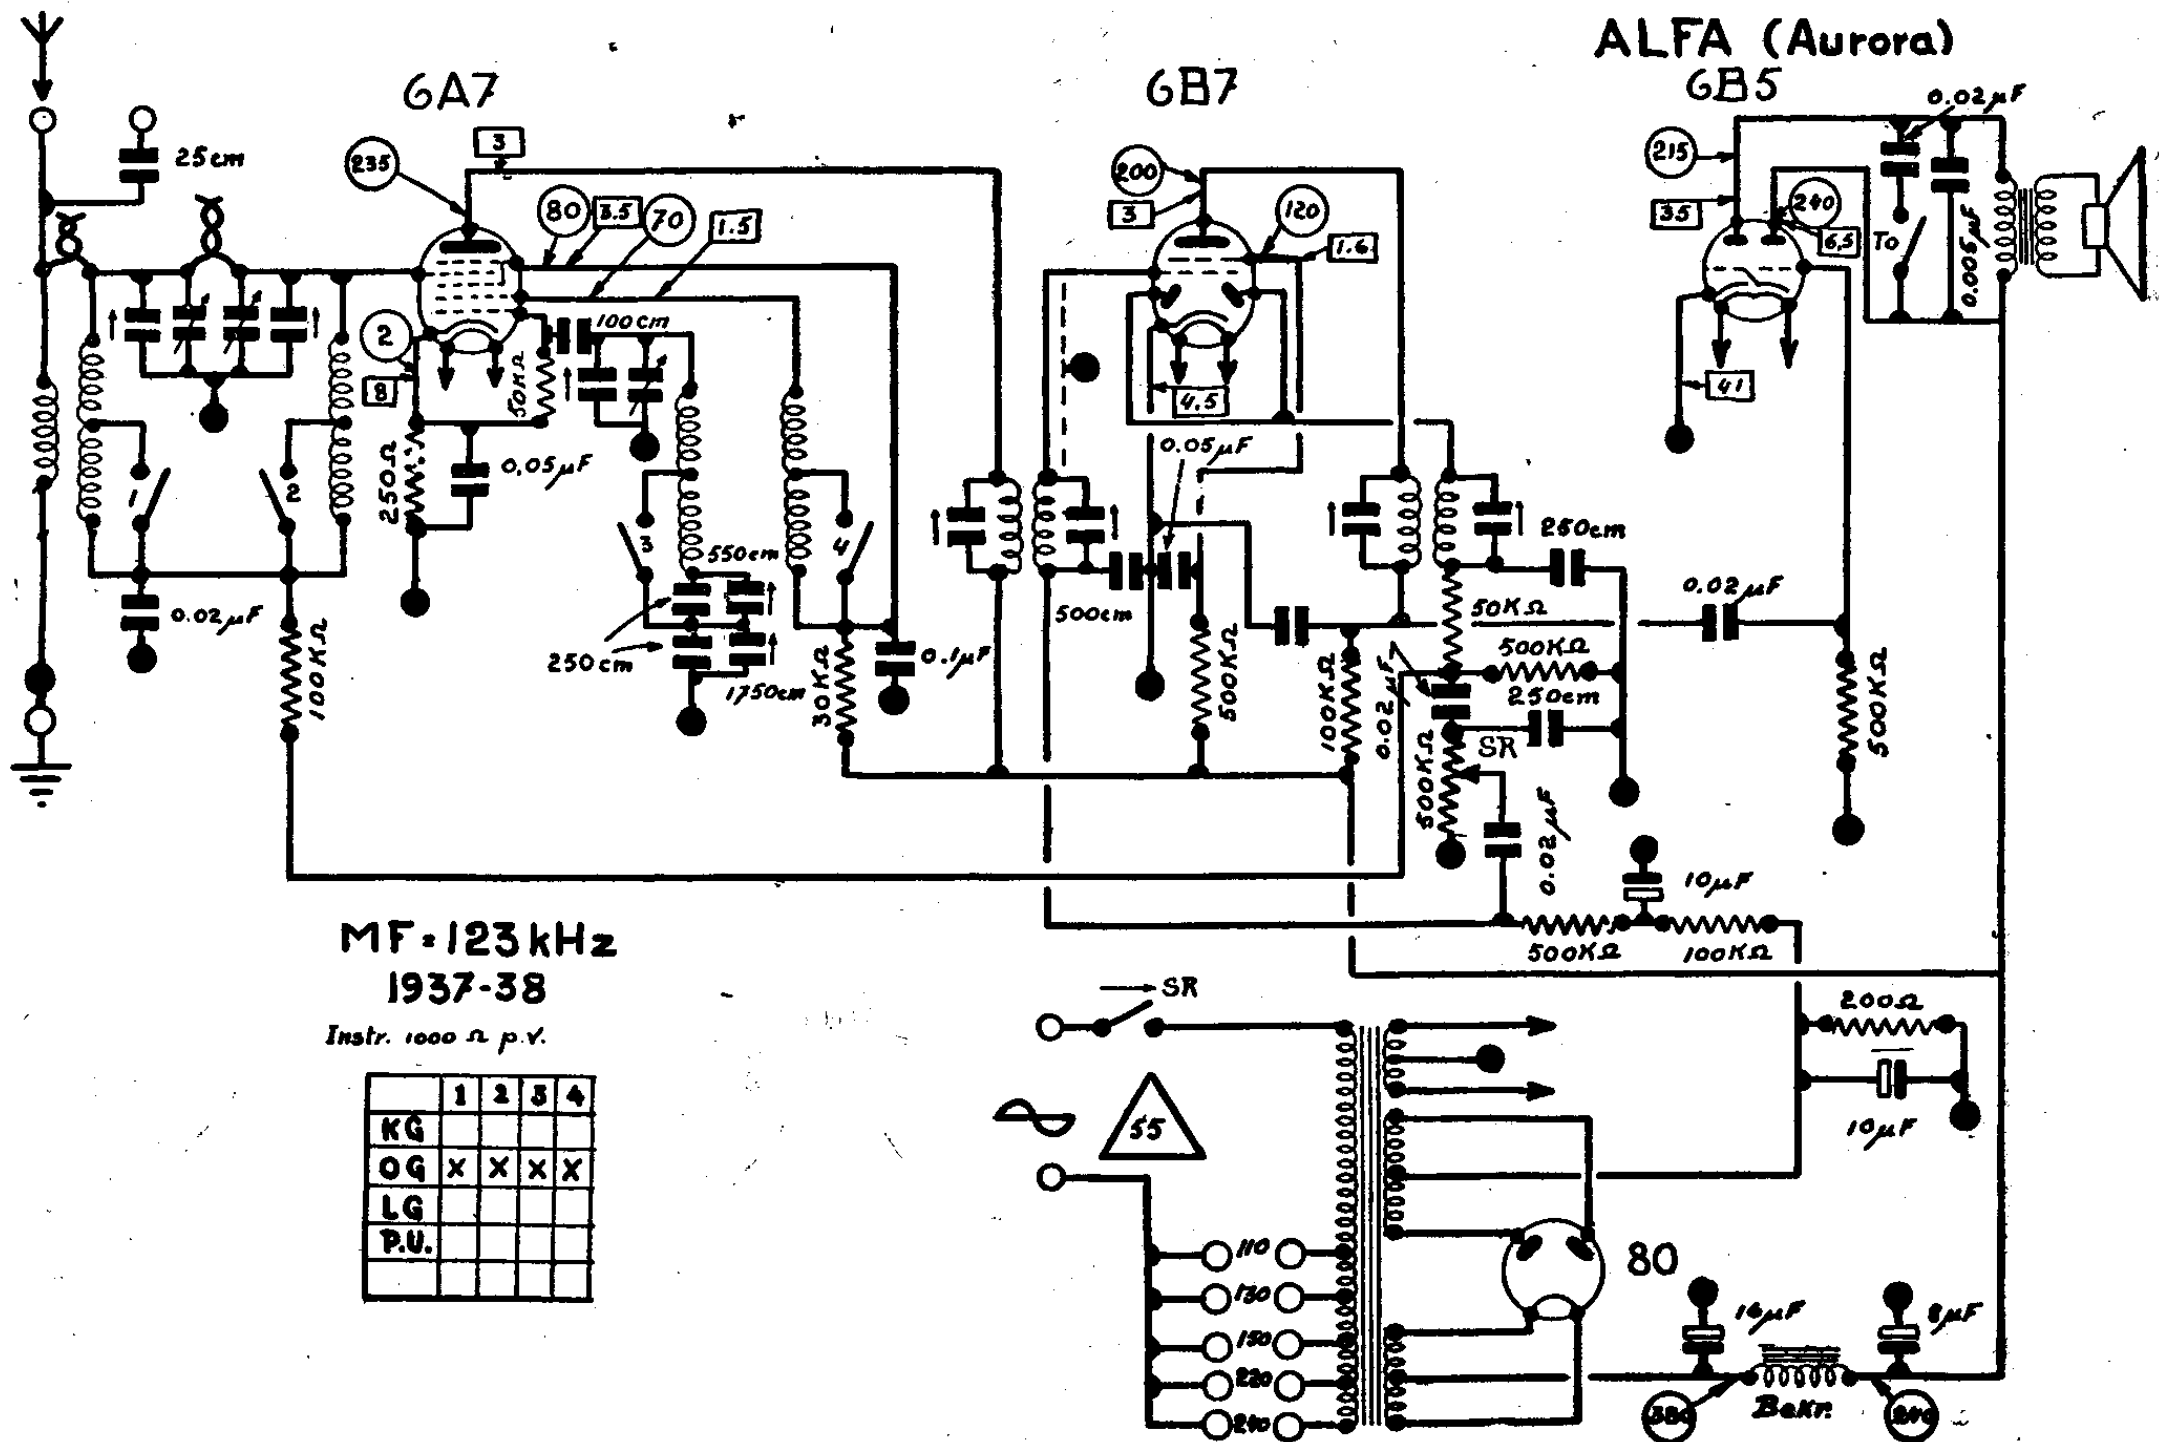 ALFA (Aurora)
6A7
6B7
6B5
0.02µF
25cm
235
3
80
3.5
70
1.5
200
3
120
1.6
215
35
240
6,5
To
0.005µF
2
8
100cm
50KΩ
4.5
41
250Ω
0,05µF
0.05µF
1
2
3
4
550cm
250cm
250cm
1750cm
0.02µF
100KΩ
30KΩ
0.1µF
500cm
500KΩ
100KΩ
0.02µF
50KΩ
500KΩ
250cm
SR
500KΩ
0.02µF
0.02µF
500KΩ
10µF
500KΩ
100KΩ
MF=123kHz
1937-38
Instr. 1000 Ω p.v.
1 2 3 4
KG
OG x x x x
LG
P.U.
SR
55
200Ω
10µF
110
130
150
220
240
80
16µF
8µF
380
Bekr.
240